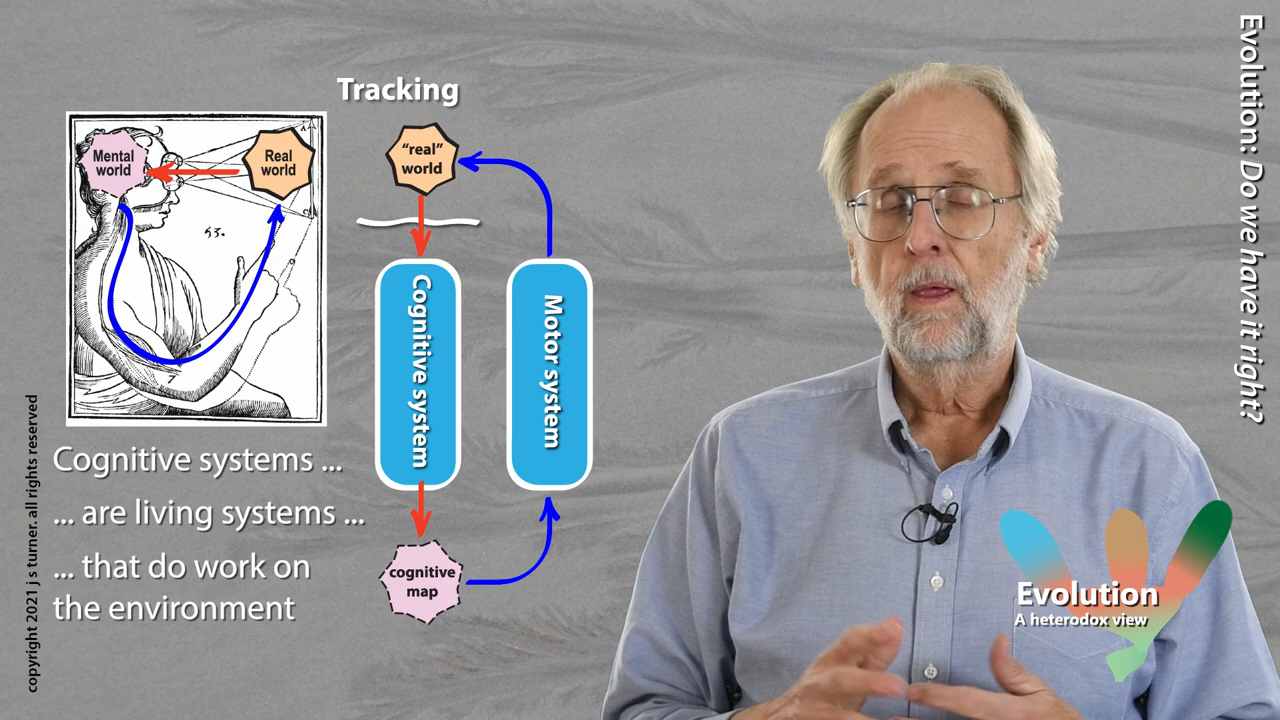 Tracking
Mental
world
Real
world
53.
7
"real"
world
Cognitive system
Motor system
cognitive
map
Cognitive systems ...
... are living systems ...
... that do work on
the environment
copyright 2021 j s turner. all rights reserved
Evolution: Do we have it right?
Evolution
A heterodox view